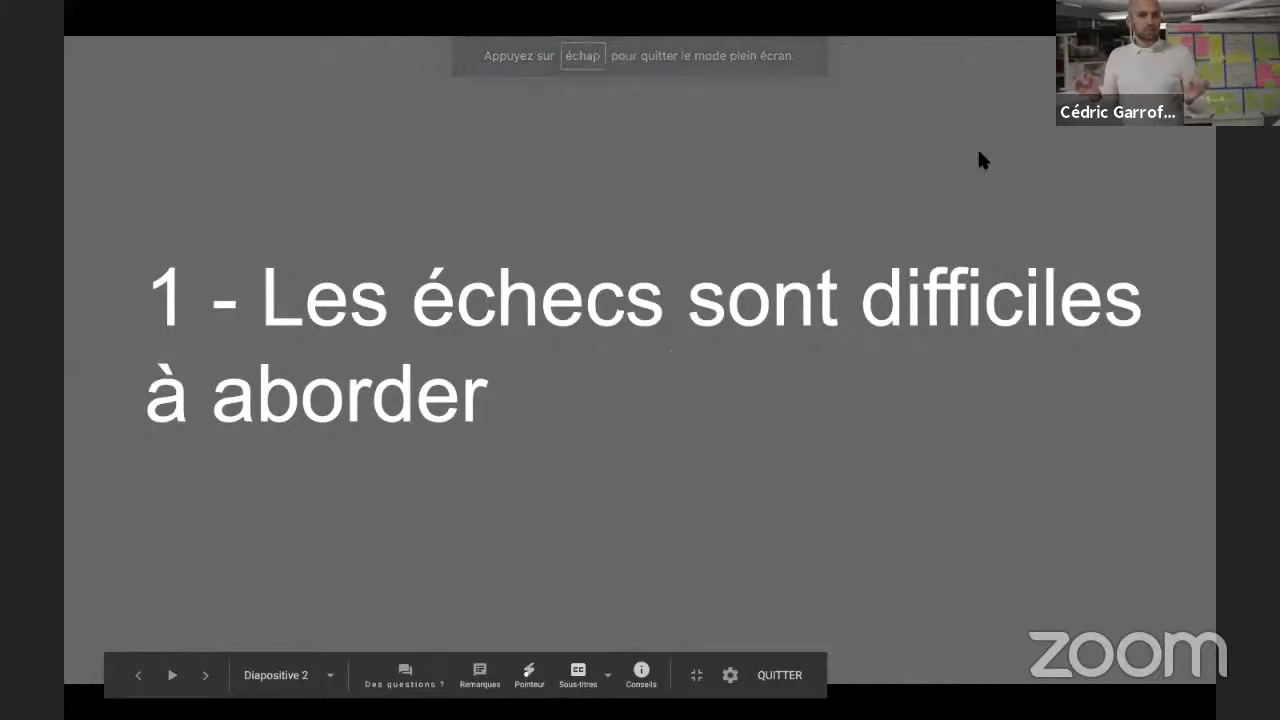 Appuyez sur échap pour quitter le mode plein écran.
Cédric Garrof...
1 - Les échecs sont difficiles
à aborder
zoom
Diapositive 2
Des questions ?
Remarques
Pointeur
CC
Sous-titres
Conseils
QUITTER